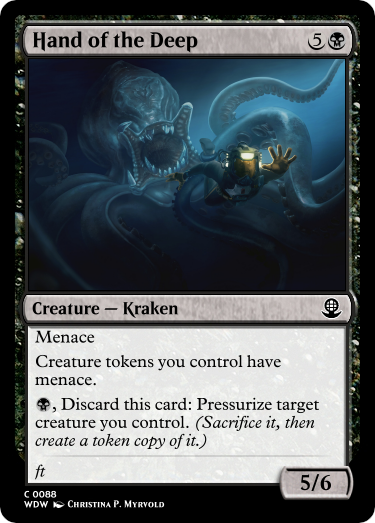 Hand of the Deep 5
Creature — Kraken
Menace
Creature tokens you control have
menace.
, Discard this card: Pressurize target
creature you control. (Sacrifice it, then
create a token copy of it.)
ft
5/6
C 0088
WDW Christina P. Myrvold